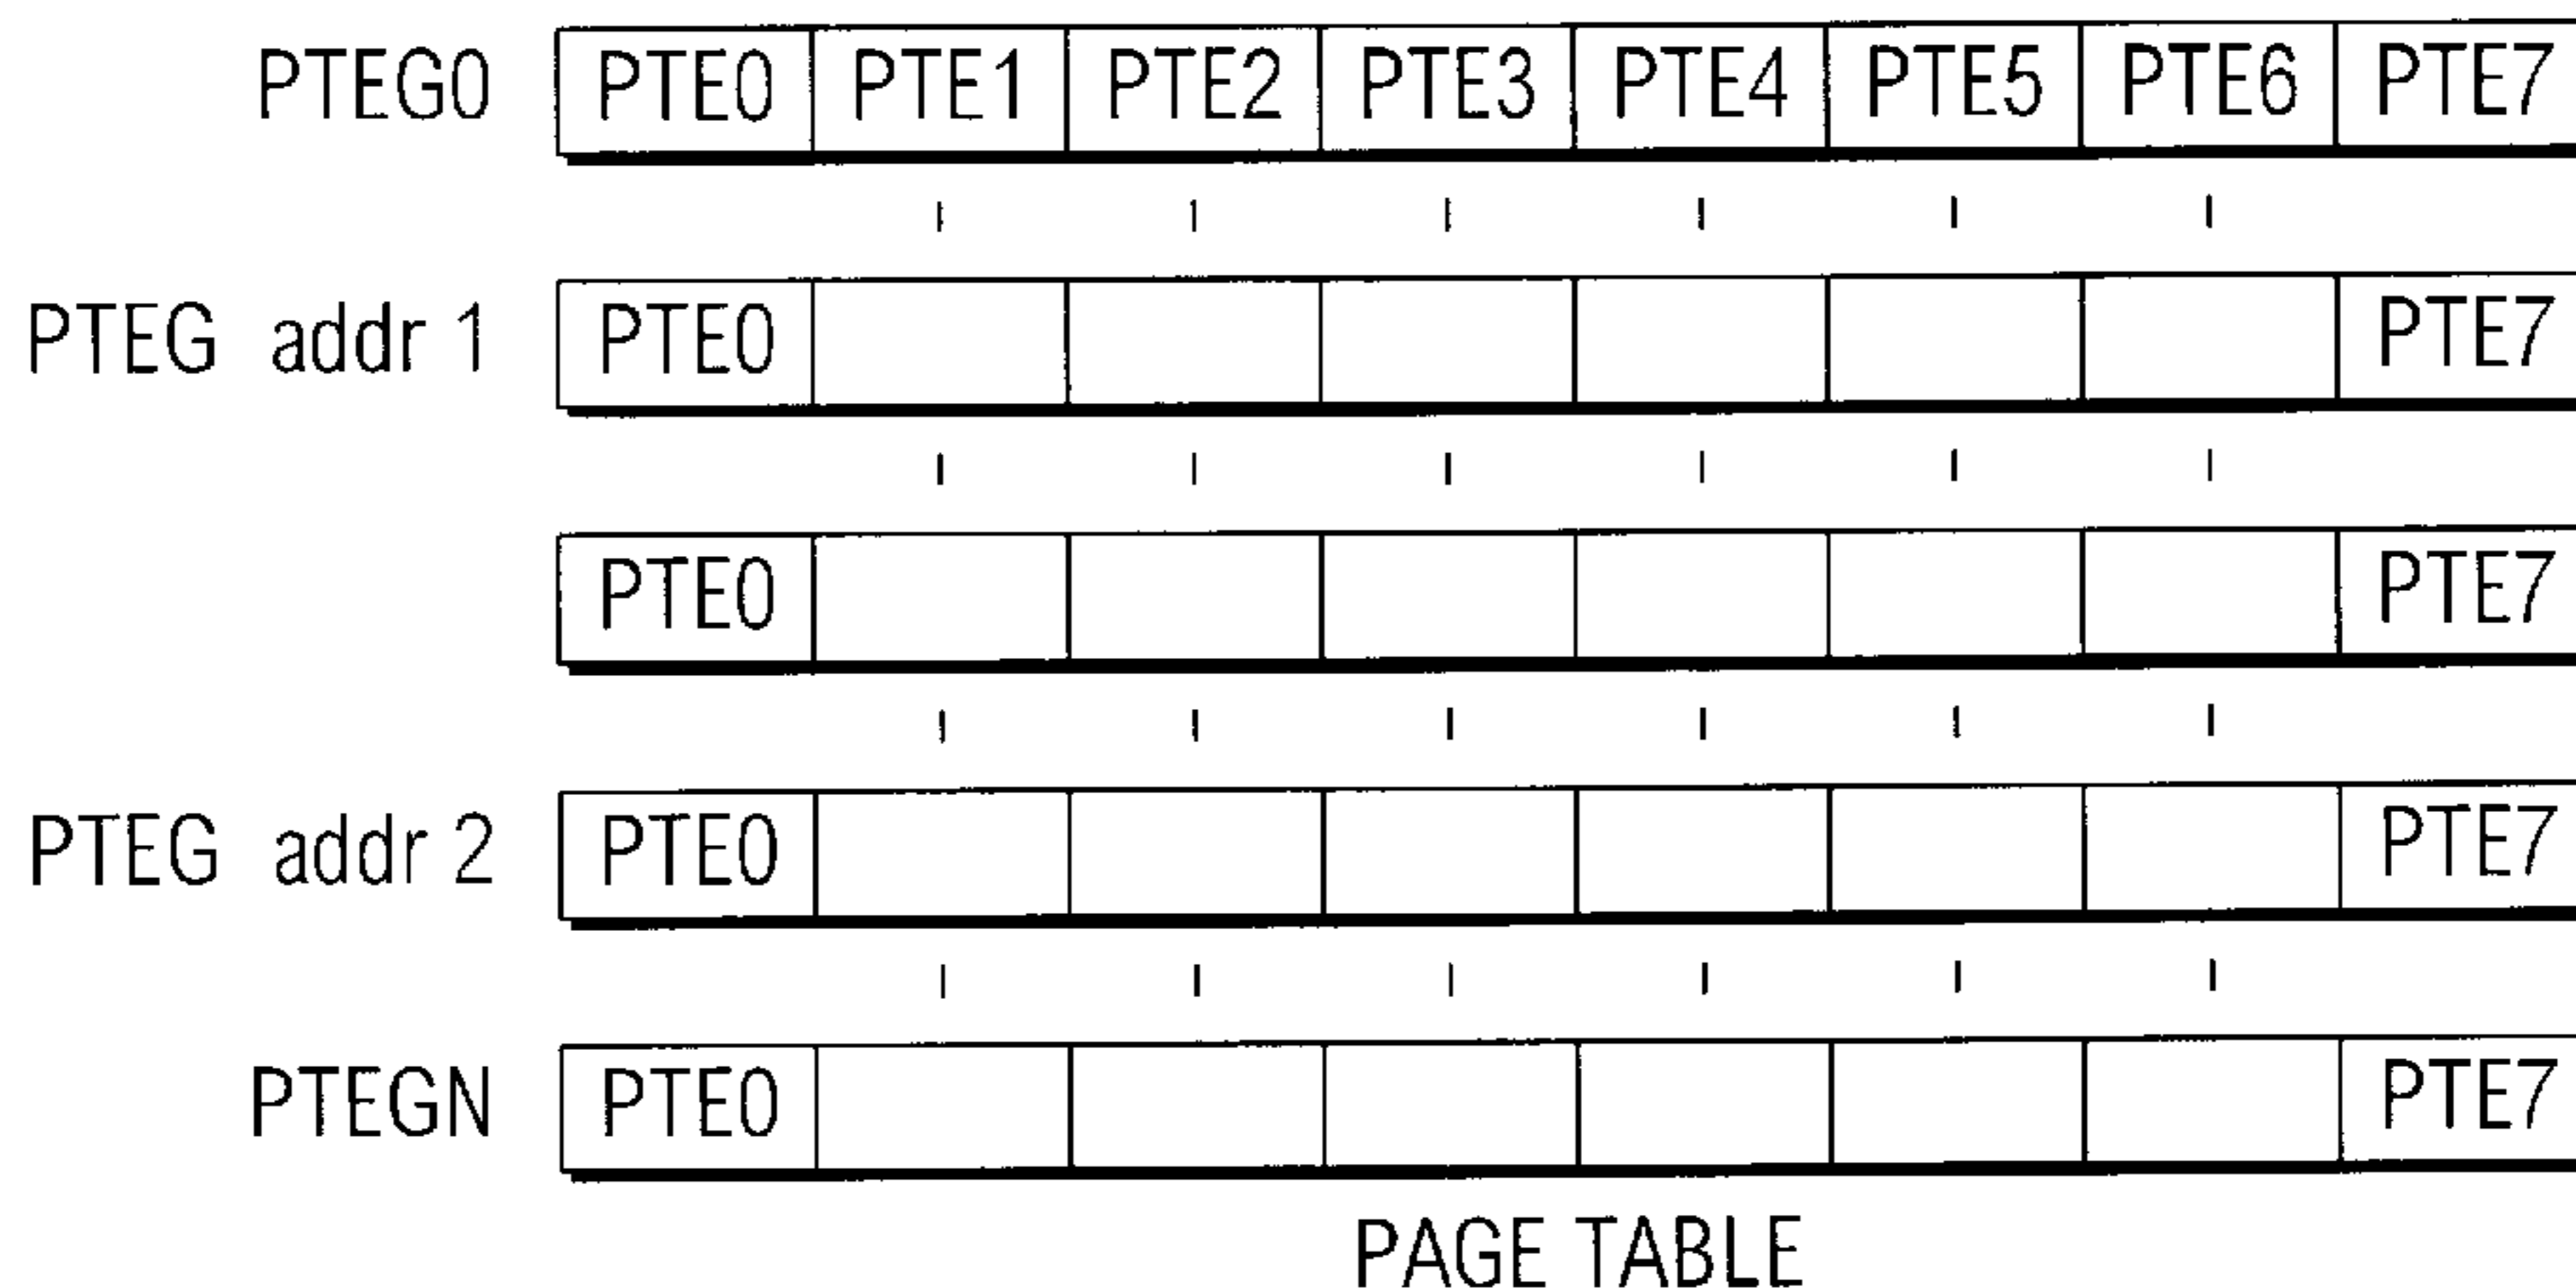 PTEG0 PTE0 PTE1 PTE2 PTE3 PTE4 PTE5 PTE6 PTE7
PTEG addr 1 PTE0 PTE7
PTE0 PTE7
PTEG addr 2 PTE0 PTE7
PTEGN PTE0 PTE7
PAGE TABLE